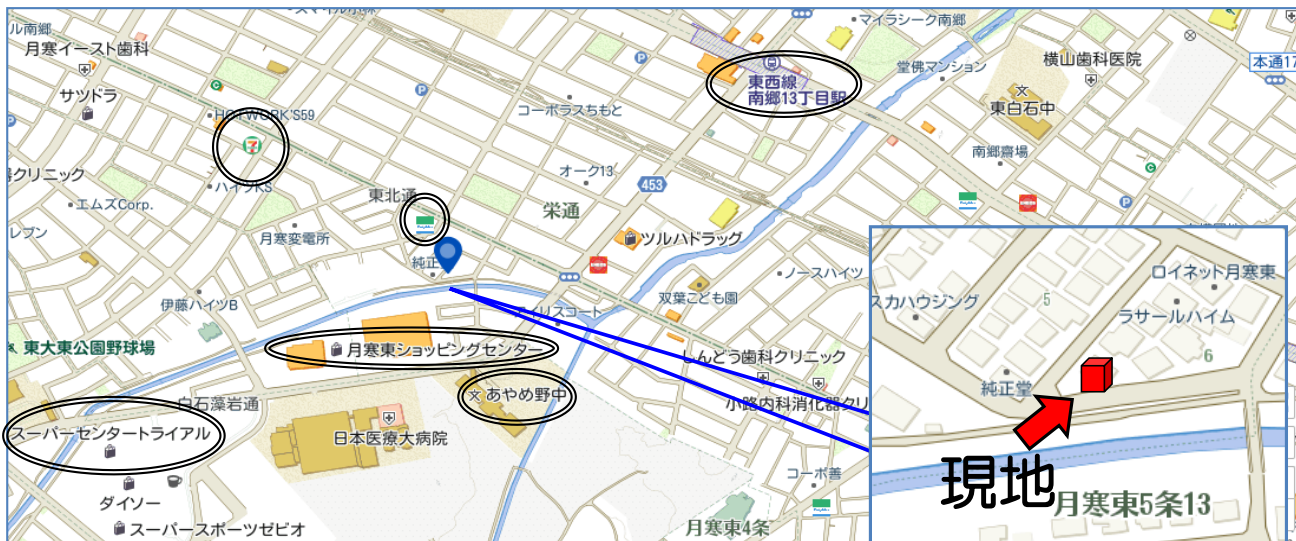 ル南郷
マイラシーク南郷
月寒イースト歯科
横山歯科医院
本通17
堂佛マンション
東西線
南郷13丁目駅
サツドラ
コーポラスちもと
東白石中
HOTWORK'S59
南郷齋場
クリニック
オーク13
ハイツKS
453
東北通
エムズCorp.
栄通
レブン
月寒変電所
ツルハドラッグ
純正
ノースハイツ
伊藤ハイツB
双葉こども園
アイリスコート
東大東公園野球場
月寒東ショッピングセンター
しんどう歯科クリニック
あやめ野中
白石藻岩通
小路内科消化器クリ
スーパーセンタートライアル
日本医療大病院
コーポ善
ダイソー
スーパースポーツゼビオ
月寒東4条
ロイネット月寒東
スカハウジング
5
ラサールハイム
6
純正堂
現地
月寒東5条13